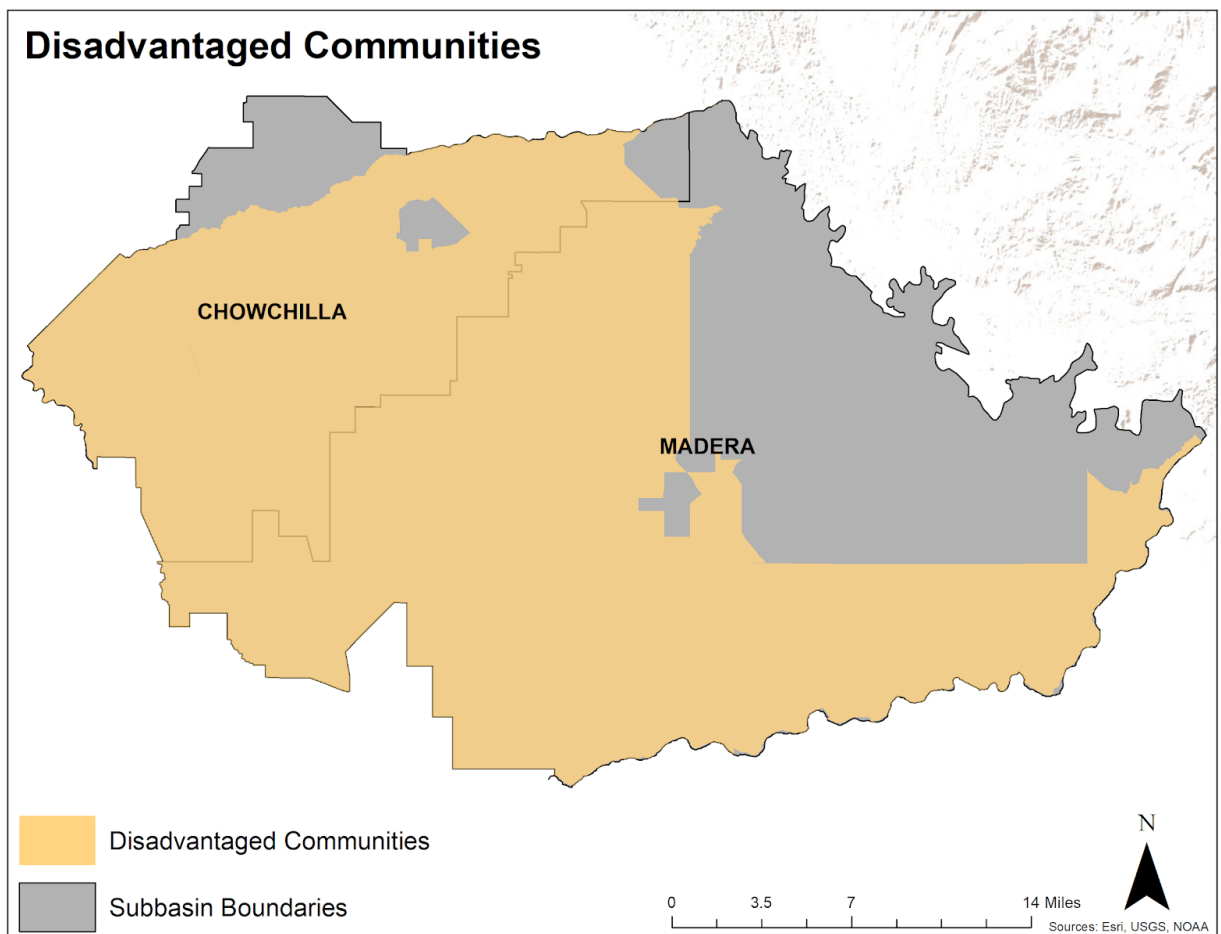 Disadvantaged Communities
CHOWCHILLA
MADERA
Disadvantaged Communities
Subbasin Boundaries
N
0 3.5 7 14 Miles
Sources: Esri, USGS, NOAA